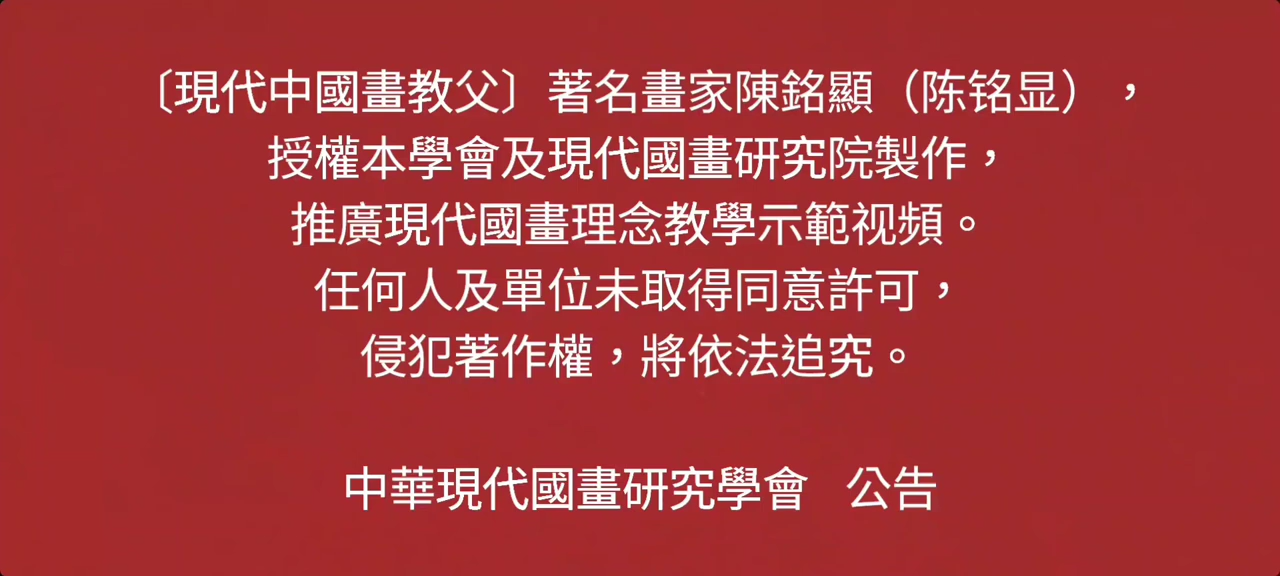 〔現代中國畫教父〕著名畫家陳銘顯（陈铭显），
授權本學會及現代國畫研究院製作，
推廣現代國畫理念教學示範视頻。
任何人及單位未取得同意許可，
侵犯著作權，將依法追究。
中華現代國畫研究學會 公告